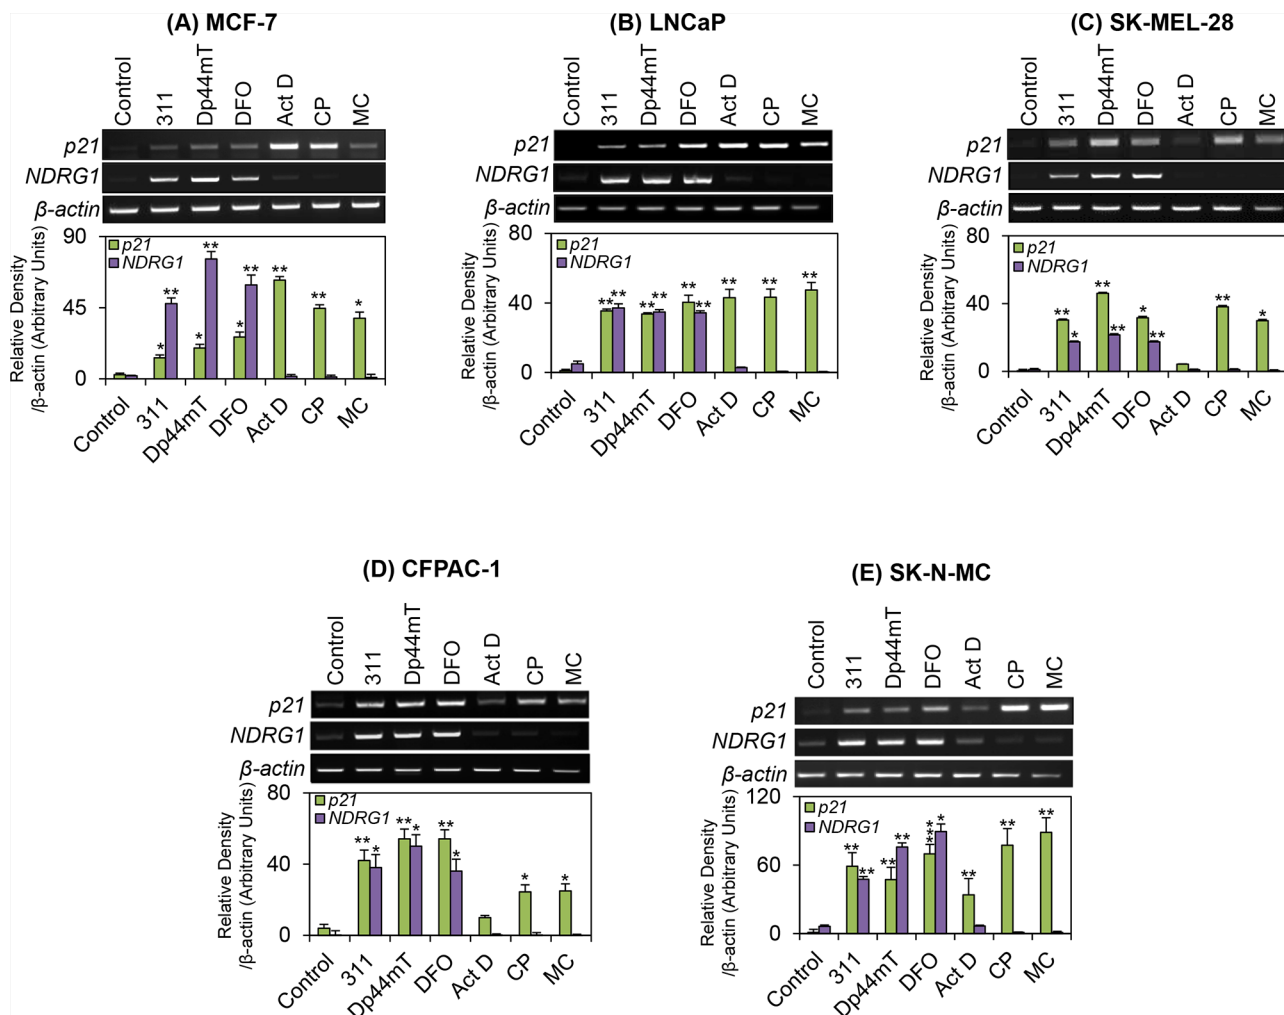 (A) MCF-7
Control 311 Dp44mT DFO Act D CP MC
p21
NDRG1
β-actin
Relative Density
/β-actin (Arbitrary Units)
90
45
0
p21
NDRG1
* ** * ** * ** ** ** *
Control 311 Dp44mT DFO Act D CP MC
(B) LNCaP
Control 311 Dp44mT DFO Act D CP MC
p21
NDRG1
β-actin
Relative Density
/β-actin (Arbitrary Units)
80
40
0
p21
NDRG1
** ** ** ** ** ** ** ** **
Control 311 Dp44mT DFO Act D CP MC
(C) SK-MEL-28
Control 311 Dp44mT DFO Act D CP MC
p21
NDRG1
β-actin
Relative Density
/β-actin (Arbitrary Units)
80
40
0
p21
NDRG1
** * ** ** * ** ** *
Control 311 Dp44mT DFO Act D CP MC
(D) CFPAC-1
Control 311 Dp44mT DFO Act D CP MC
p21
NDRG1
β-actin
Relative Density
/β-actin (Arbitrary Units)
80
40
0
p21
NDRG1
** * ** * ** * * *
Control 311 Dp44mT DFO Act D CP MC
(E) SK-N-MC
Control 311 Dp44mT DFO Act D CP MC
p21
NDRG1
β-actin
Relative Density
/β-actin (Arbitrary Units)
120
60
0
p21
NDRG1
** ** ** ** *** * ** ** **
Control 311 Dp44mT DFO Act D CP MC